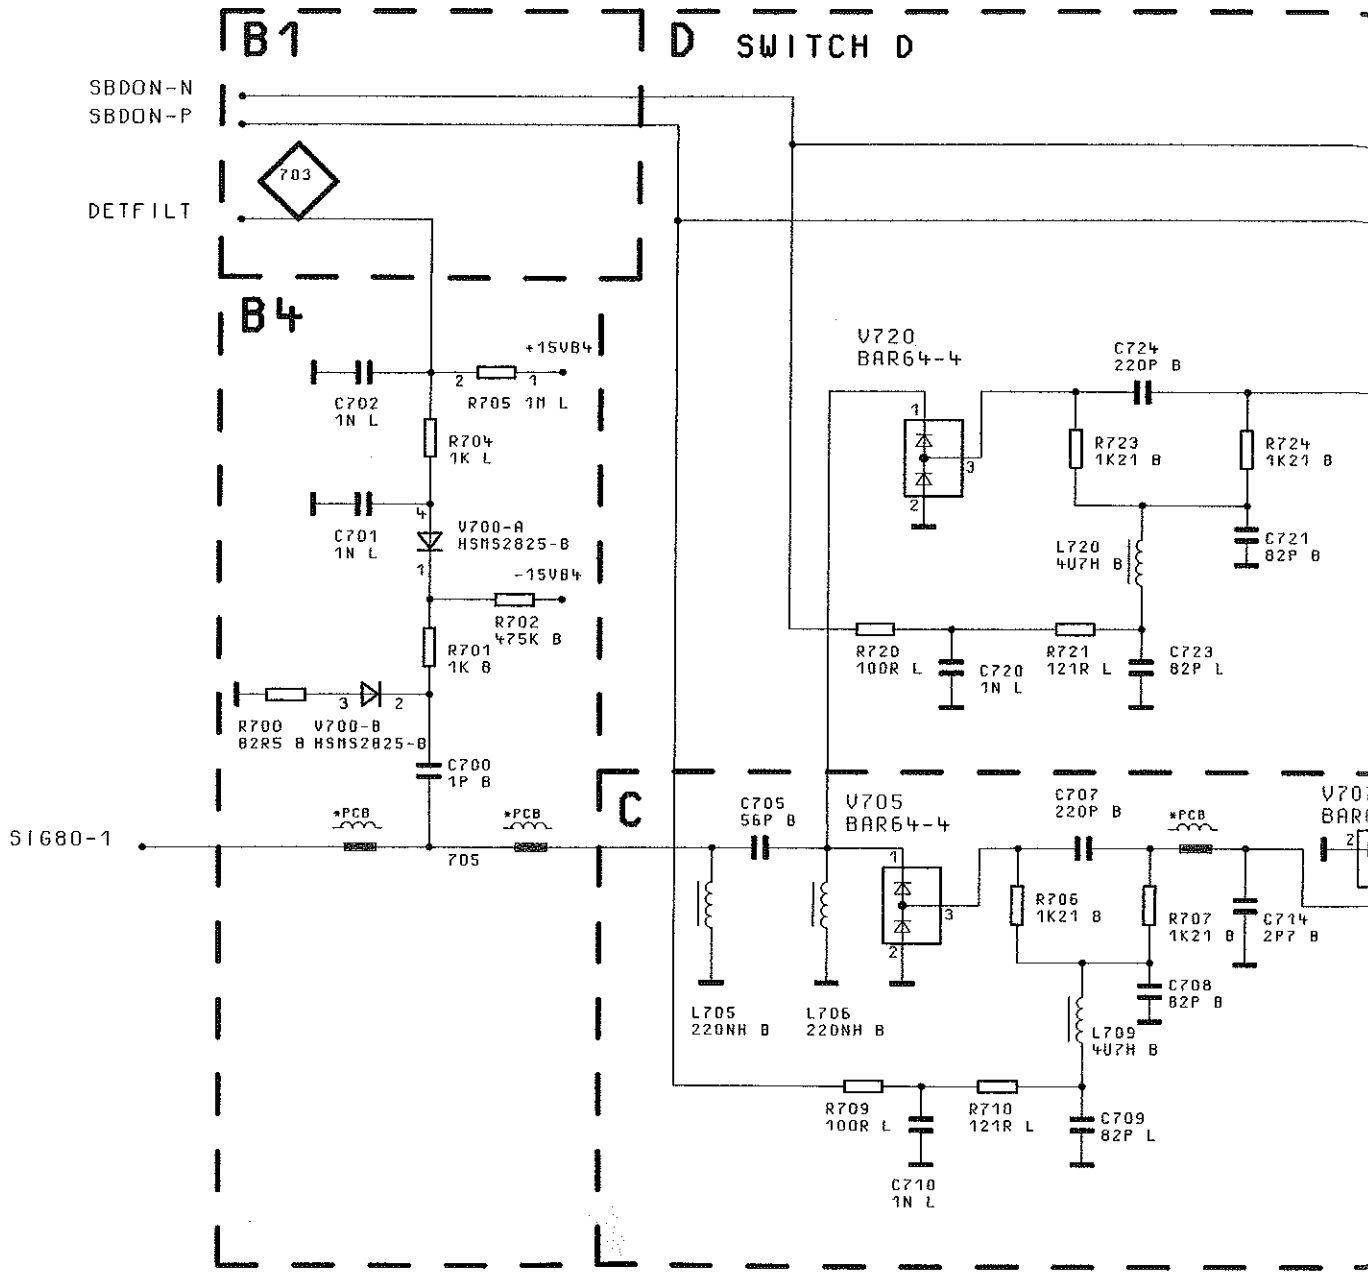 B1
D SWITCH D
SBDON-N
SBDON-P
703
DETFILT
B4
+15VB4
2 1
C702
1N L
R705 1M L
R704
1K L
4
C701
1N L
V700-A
HSMS2825-B
1
-15VB4
R702
475K B
R701
1K B
3 2
R700
82R5 B
V700-B
HSMS2825-B
C700
1P B
*PCB
*PCB
SIG80-1
705
V720
BAR64-4
1
3
2
C724
220P B
R723
1K21 B
R724
1K21 B
L720
4U7H B
C721
82P B
R720
100R L
C720
1N L
R721
121R L
C723
82P L
C
C705
56P B
V705
BAR64-4
1
3
2
C707
220P B
*PCB
V70
BAR
2
R706
1K21 B
R707
1K21 B
C714
2P7 B
C708
82P B
L705
220NH B
L706
220NH B
L709
4U7H B
R709
100R L
R710
121R L
C709
82P L
C710
1N L